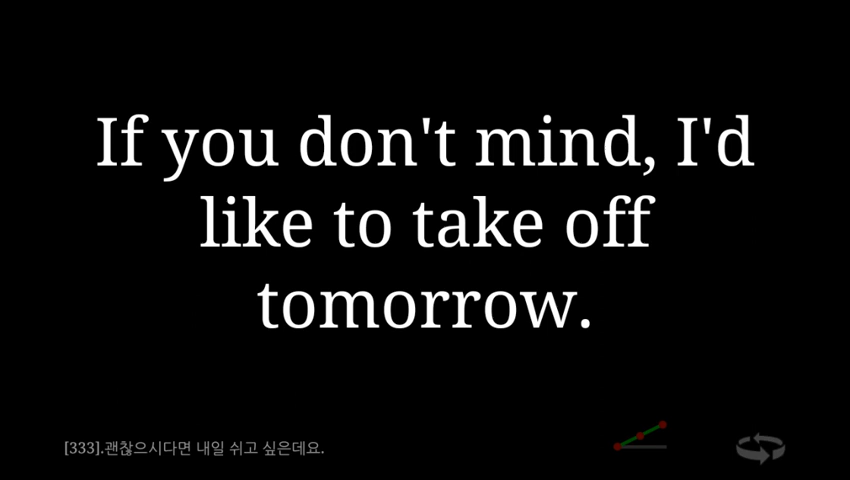 If you don't mind, I'd
like to take off
tomorrow.
[333].괜찮으시다면 내일 쉬고 싶은데요.